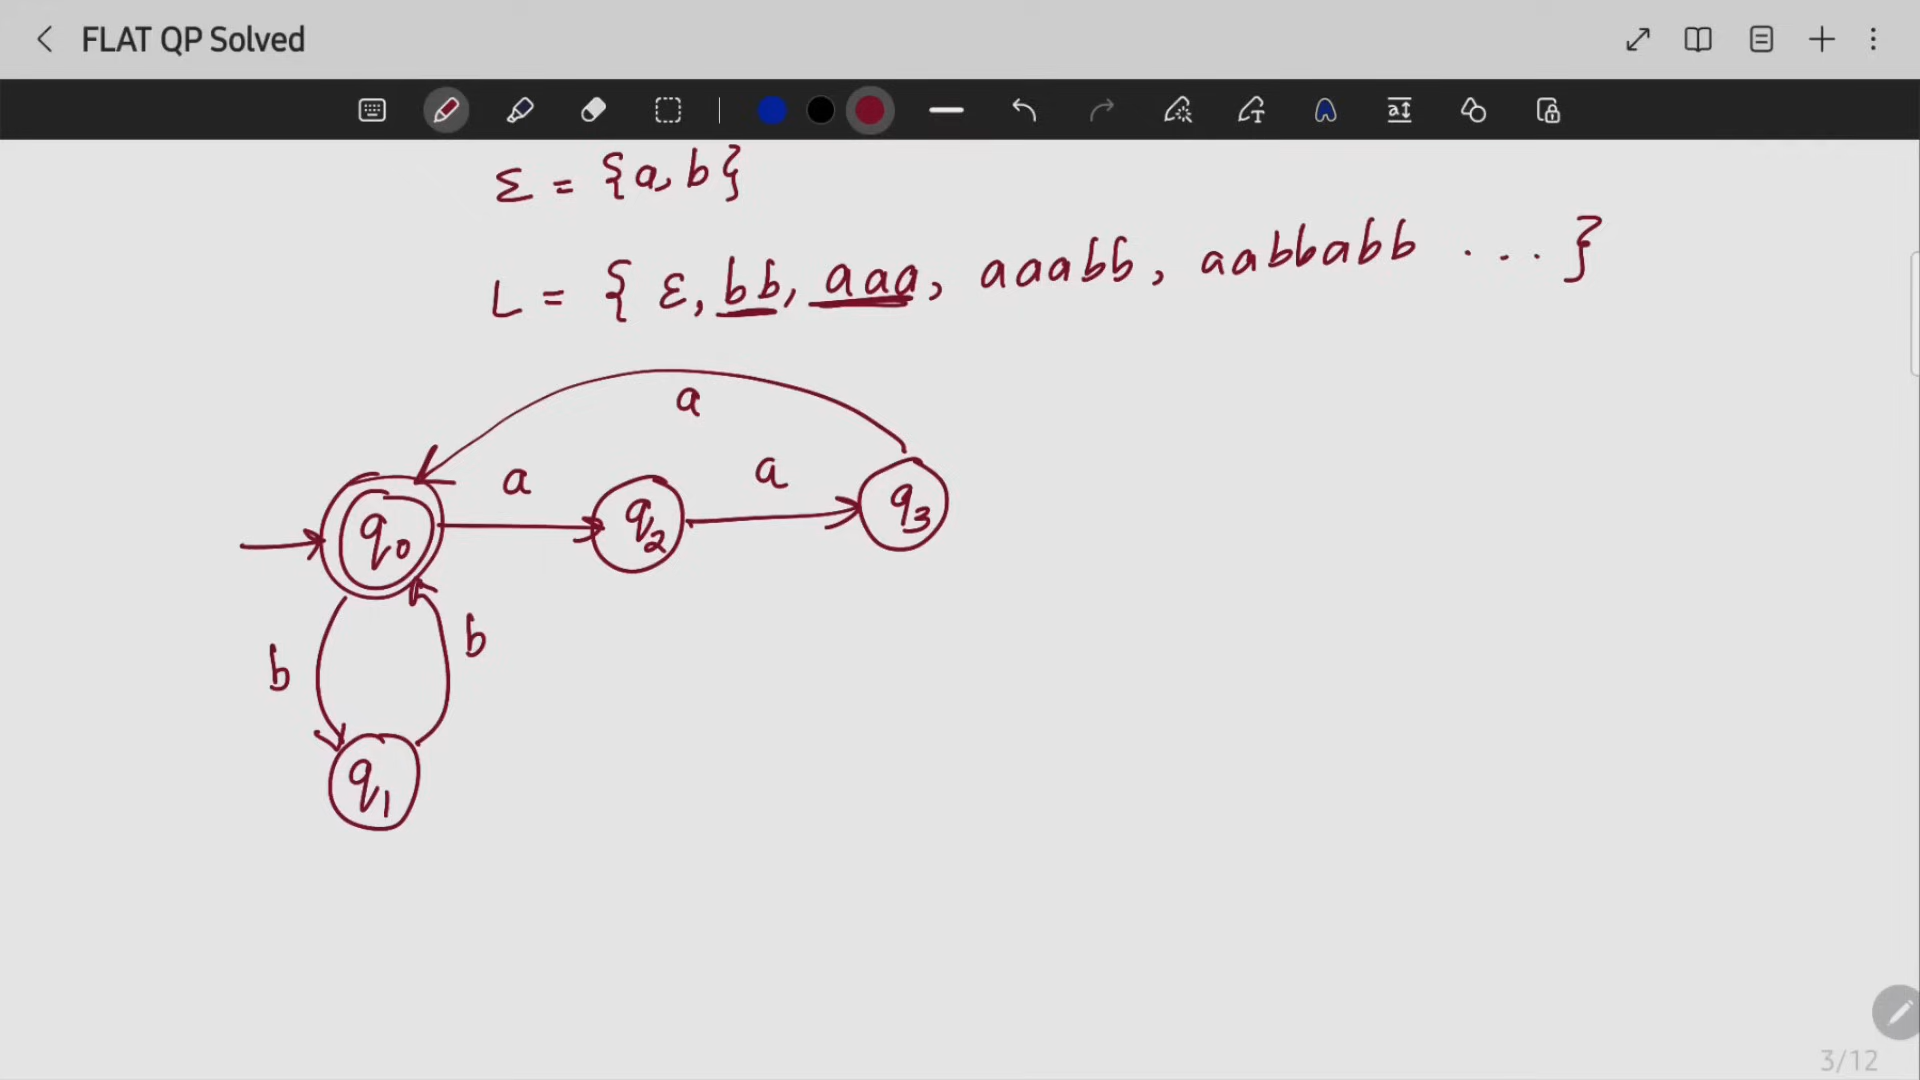 FLAT QP Solved
Σ = {a, b}
L = { ε, bb, aaa, aaabb, aabbabb ... }
a
a
a
q0
q2
q3
b
b
q1
3/12